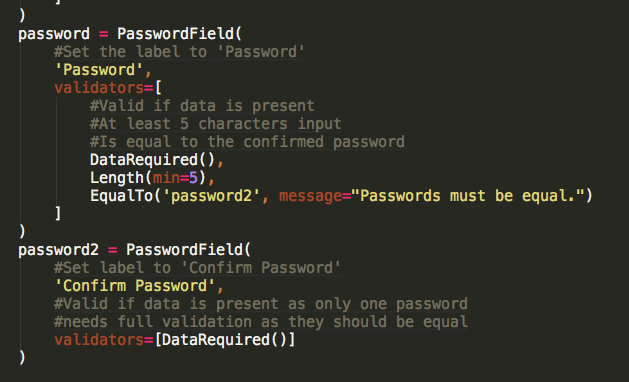 ]
)
password = PasswordField(
#Set the label to 'Password'
'Password',
validators=[
#Valid if data is present
#At least 5 characters input
#Is equal to the confirmed password
DataRequired(),
Length(min=5),
EqualTo('password2', message="Passwords must be equal.")
]
)
password2 = PasswordField(
#Set label to 'Confirm Password'
'Confirm Password',
#Valid if data is present as only one password
#needs full validation as they should be equal
validators=[DataRequired()]
)